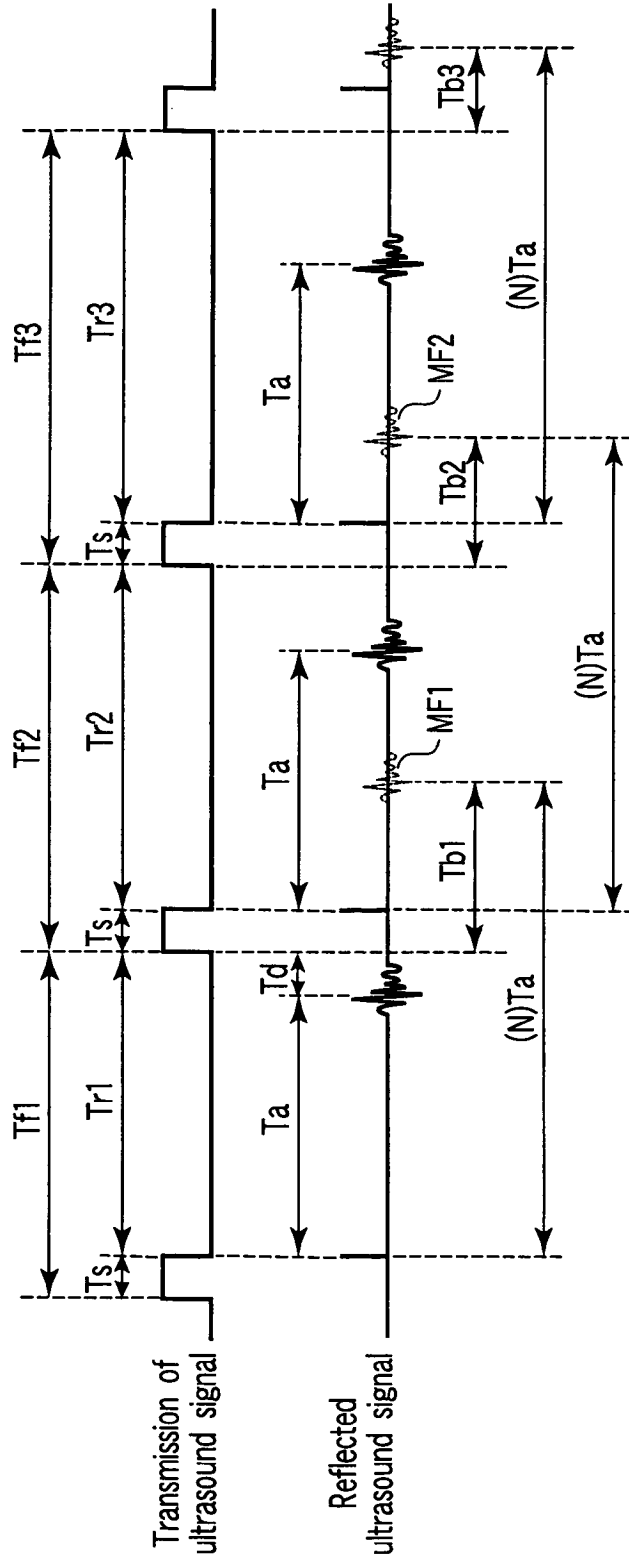 Tf1
Tf2
Tf3
Tr1
Tr2
Tr3
Ts
Ts
Ts
Transmission of
ultrasound signal
Ta
Td
Ta
Ta
Reflected
ultrasound signal
MF1
MF2
Tb1
Tb2
Tb3
(N)Ta
(N)Ta
(N)Ta